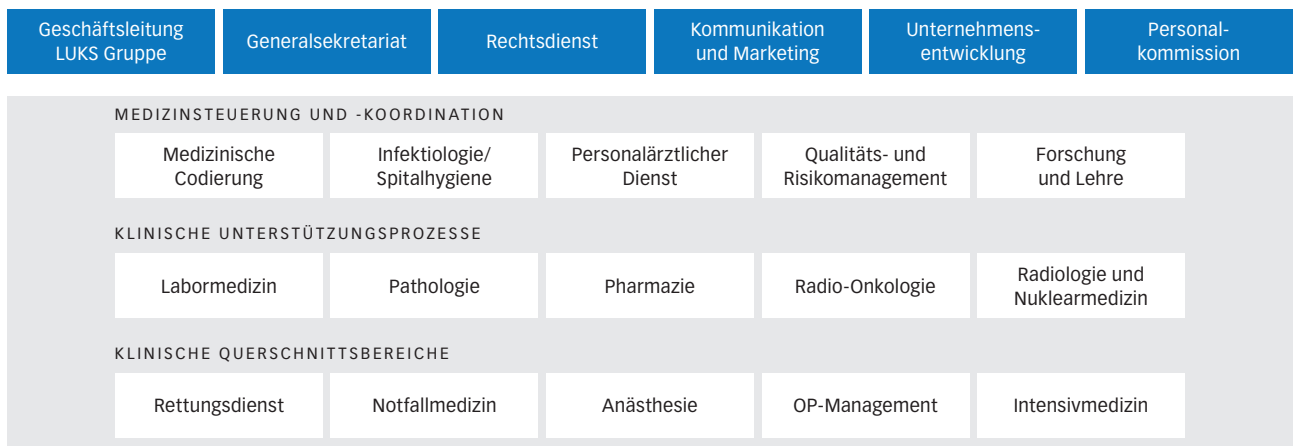 Geschäftsleitung
LUKS Gruppe
Generalsekretariat
Rechtsdienst
Kommunikation
und Marketing
Unternehmens-
entwicklung
Personal-
kommission
MEDIZINSTEUERUNG UND -KOORDINATION
Medizinische
Codierung
Infektiologie/
Spitalhygiene
Personalärztlicher
Dienst
Qualitäts- und
Risikomanagement
Forschung
und Lehre
KLINISCHE UNTERSTÜTZUNGSPROZESSE
Labormedizin
Pathologie
Pharmazie
Radio-Onkologie
Radiologie und
Nuklearmedizin
KLINISCHE QUERSCHNITTSBEREICHE
Rettungsdienst
Notfallmedizin
Anästhesie
OP-Management
Intensivmedizin